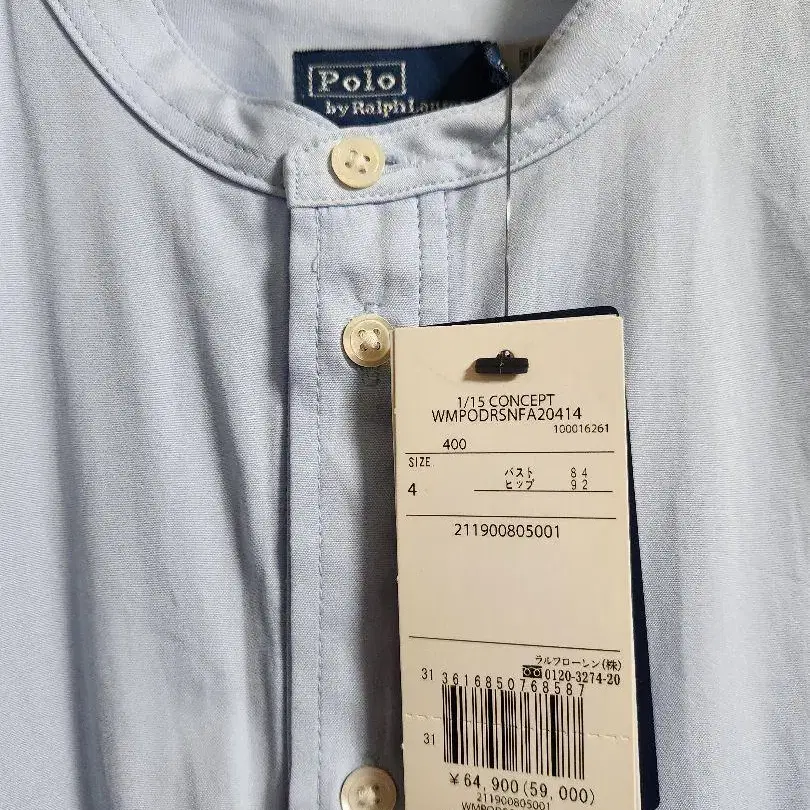 Polo
by Ralph Lauren
1/15 CONCEPT
WMPODRSNFA20414
100016261
400
SIZE
バスト 84
4
ヒップ 92
211900805001
ラルフローレン(株)
0120-3274-20
31 3616850768587
31
¥64,900(59,000)
211900805001